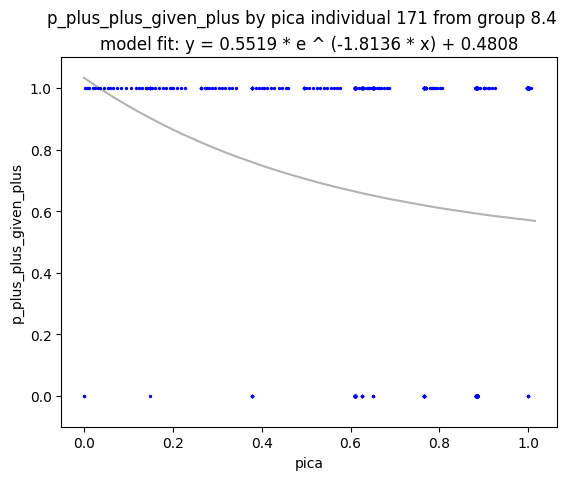 p_plus_plus_given_plus by pica individual 171 from group 8.4
model fit: y = 0.5519 * e ^ (-1.8136 * x) + 0.4808
p_plus_plus_given_plus
1.0
0.8
0.6
0.4
0.2
0.0
0.0 0.2 0.4 0.6 0.8 1.0
pica